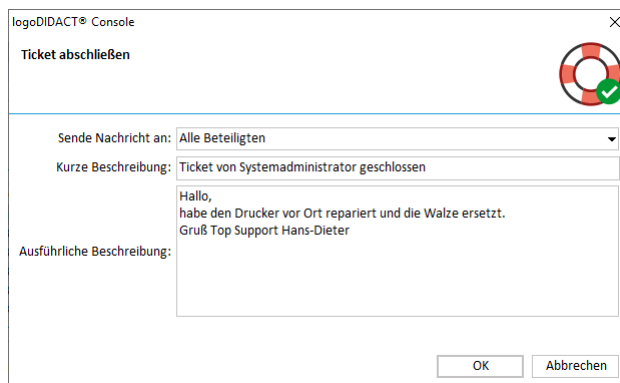 logoDIDACT® Console
Ticket abschließen
Sende Nachricht an: Alle Beteiligten
Kurze Beschreibung: Ticket von Systemadministrator geschlossen
Ausführliche Beschreibung:
Hallo,
habe den Drucker vor Ort repariert und die Walze ersetzt.
Gruß Top Support Hans-Dieter
OK Abbrechen